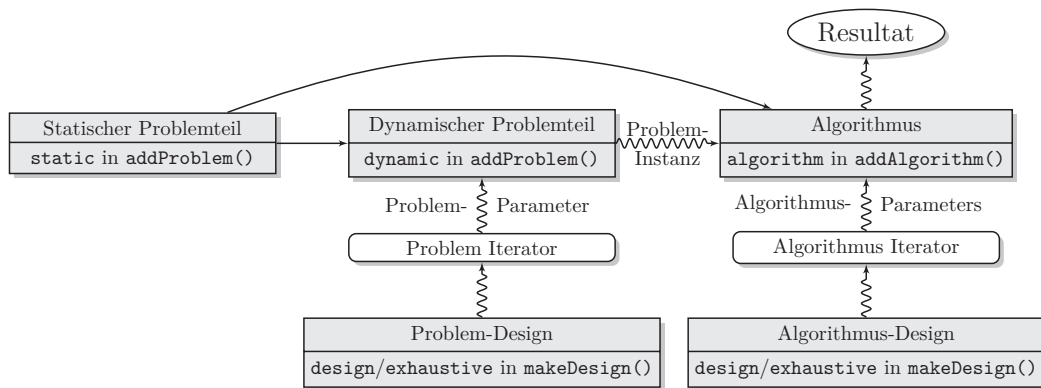 Resultat
Statischer Problemteil
static in addProblem()
Dynamischer Problemteil
dynamic in addProblem()
Problem-
Instanz
Algorithmus
algorithm in addAlgorithm()
Problem- Parameter
Algorithmus- Parameters
Problem Iterator
Algorithmus Iterator
Problem-Design
design/exhaustive in makeDesign()
Algorithmus-Design
design/exhaustive in makeDesign()